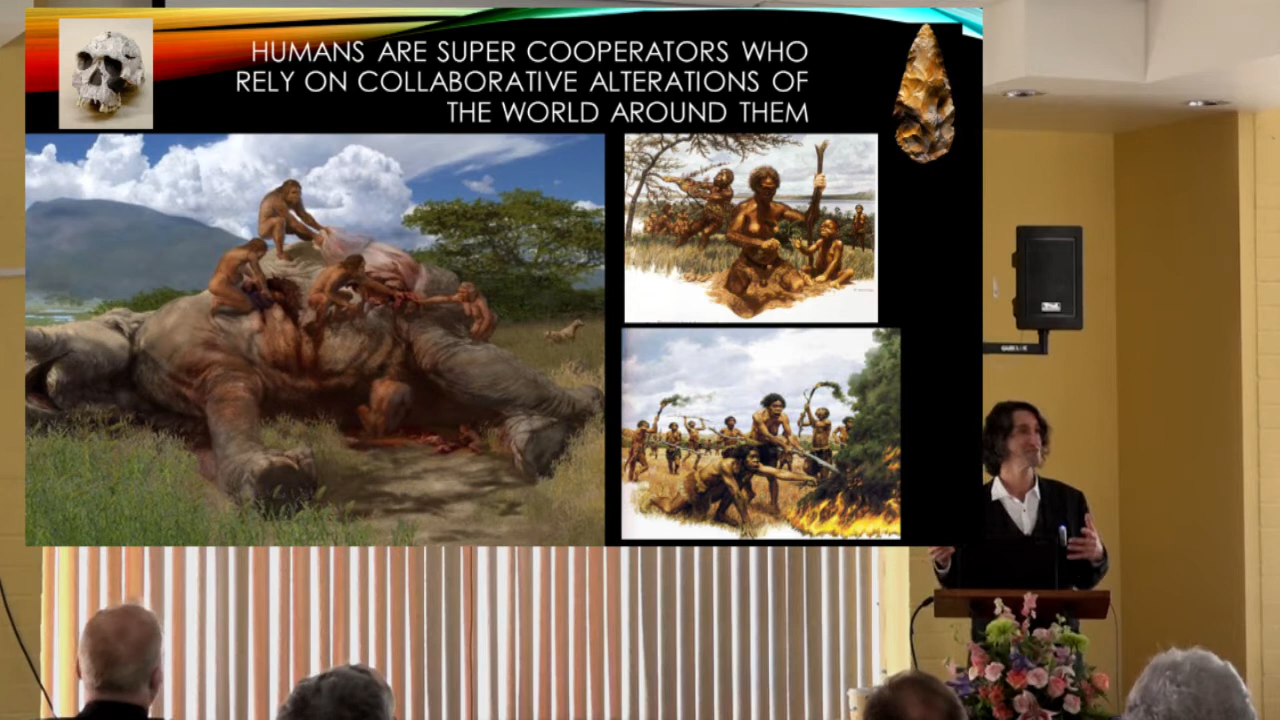 HUMANS ARE SUPER COOPERATORS WHO
RELY ON COLLABORATIVE ALTERATIONS OF
THE WORLD AROUND THEM